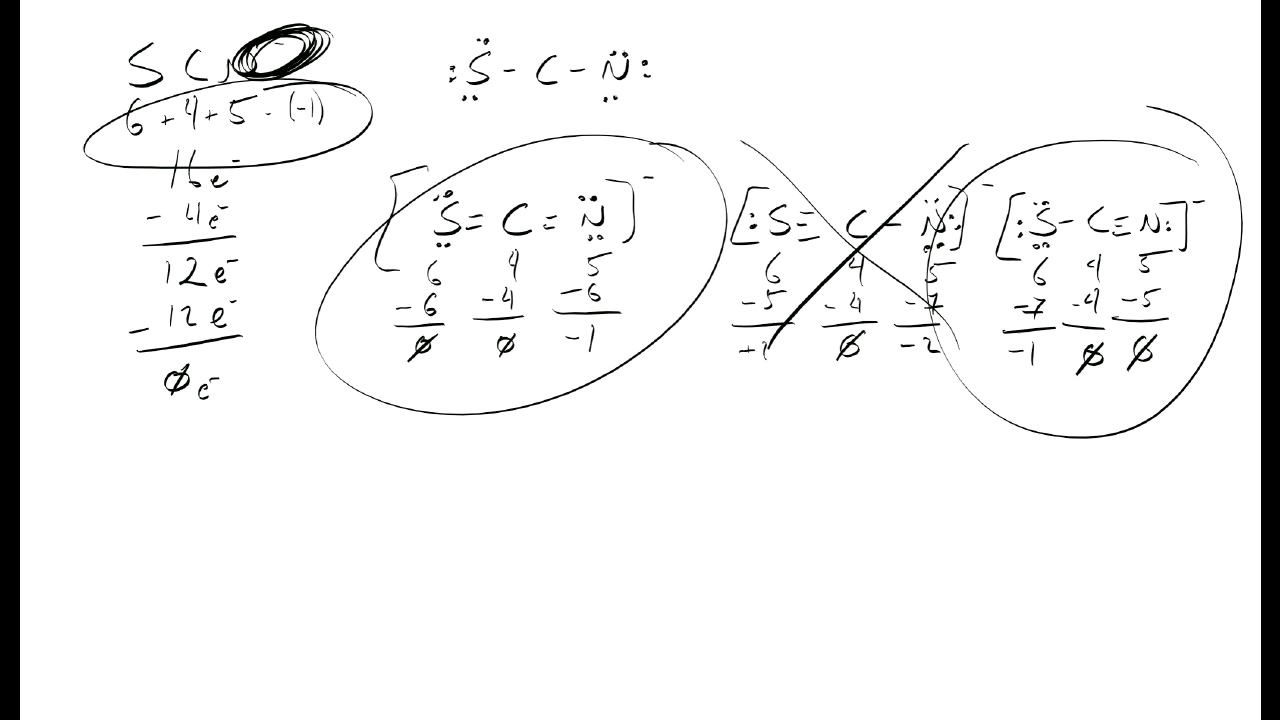 SCN :S̈ - C - N̈:
6 + 4 + 5 - (-1)
16e⁻
- 4e⁻
12e⁻
- 12e⁻
0e⁻
[S̈ = C = N̈]⁻
6 4 5
-6 -4 -6
0 0 -1
[:S ≡ C - N̈:]⁻
6 4 5
-5 -4 -7
+1 0 -2
[:S̈ - C ≡ N:]⁻
6 4 5
-7 -4 -5
-1 0 0